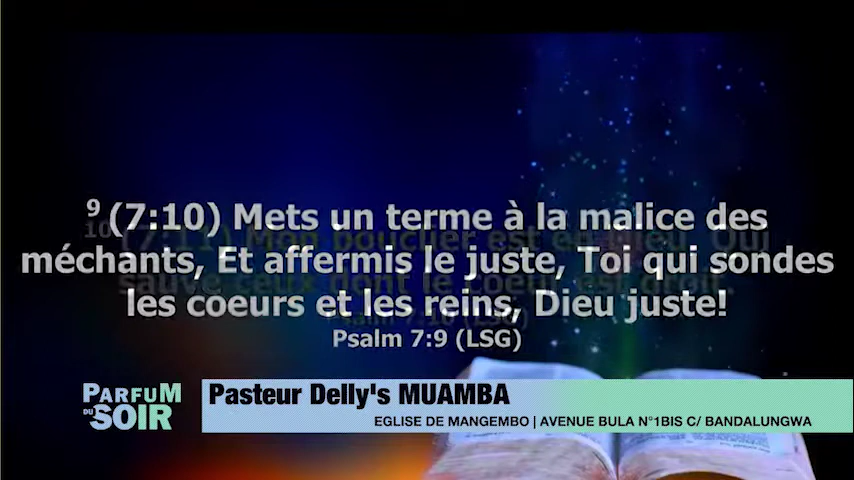 9 (7:10) Mets un terme à la malice des
méchants, Et affermis le juste, Toi qui sondes
les coeurs et les reins, Dieu juste!
Psalm 7:9 (LSG)
PARFUM
DU SOIR
Pasteur Delly's MUAMBA
EGLISE DE MANGEMBO | AVENUE BULA N°1BIS C/ BANDALUNGWA